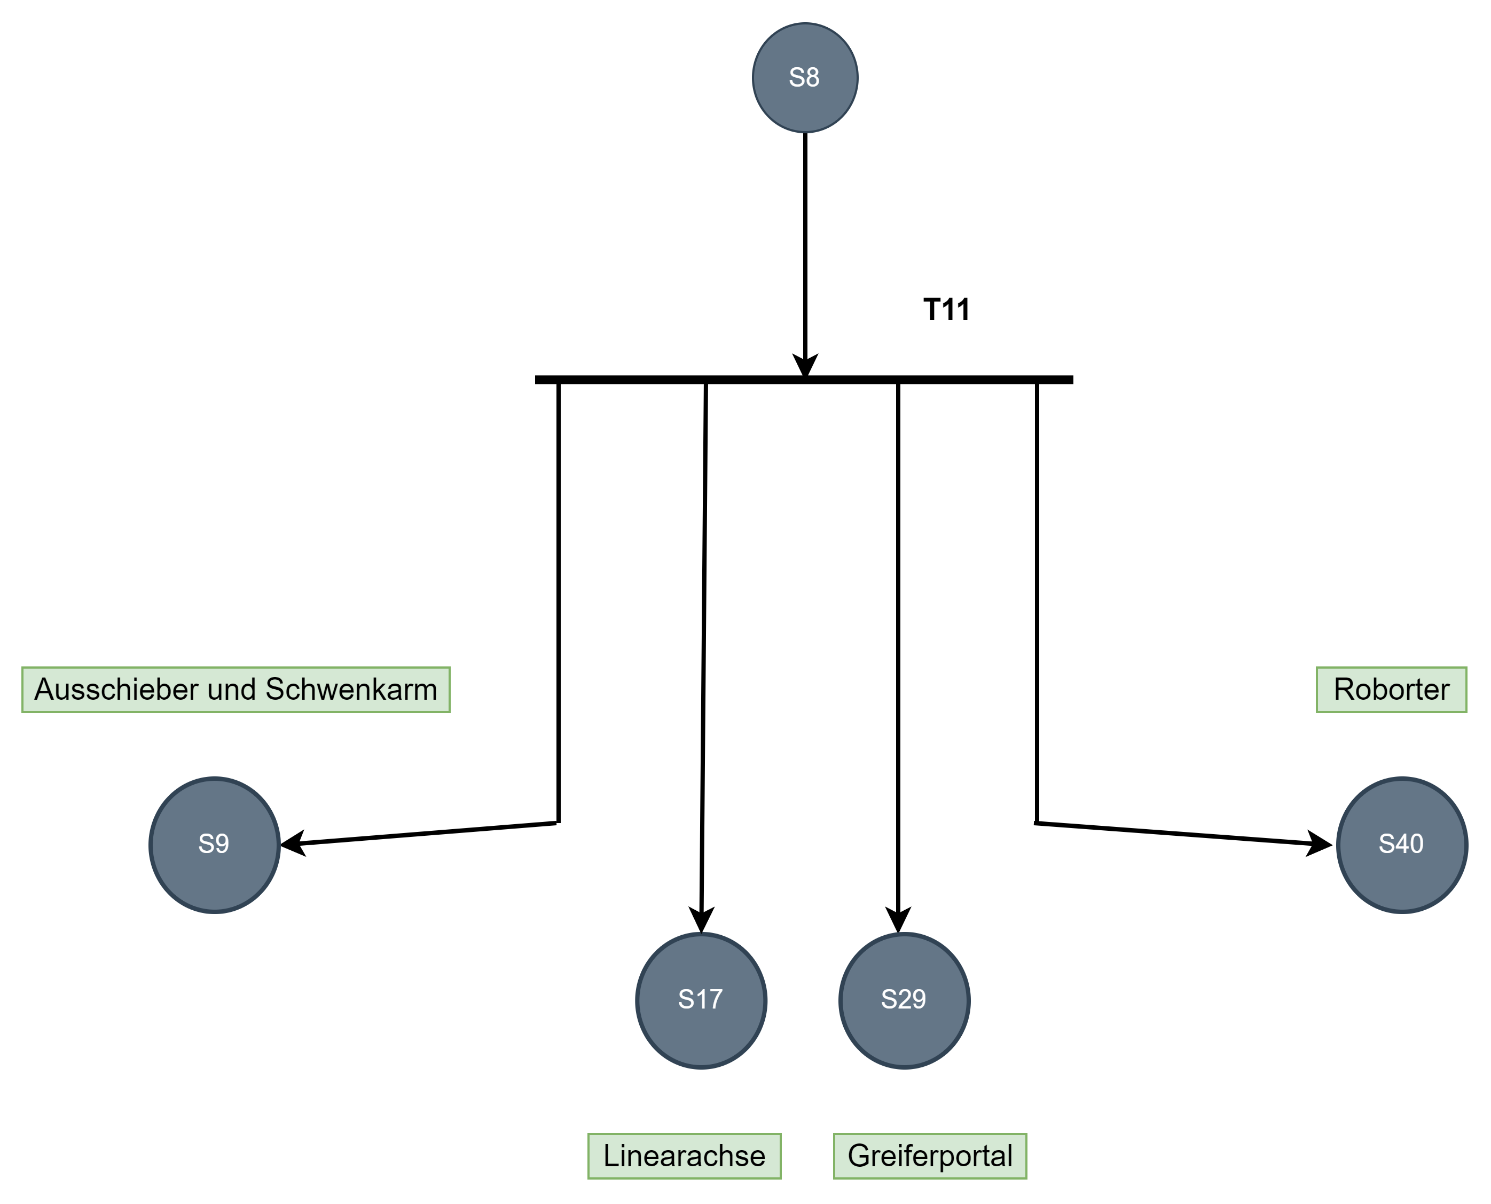 S8
T11
Ausschieber und Schwenkarm
Roborter
S9
S40
S17
S29
Linearachse
Greiferportal